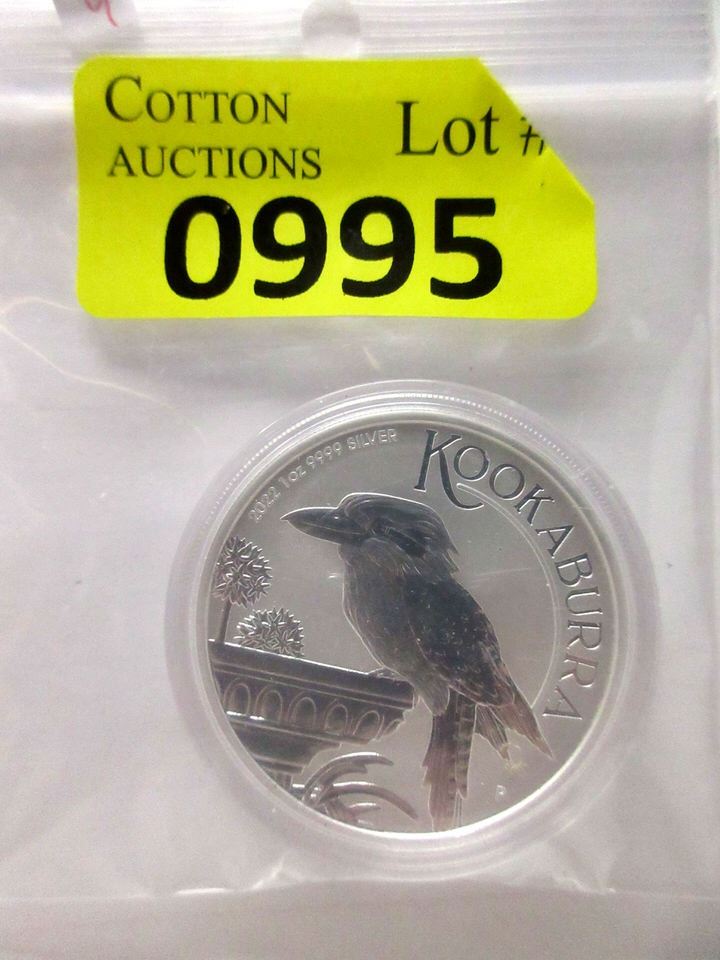 COTTON
AUCTIONS
Lot #
0995
2022 1oz 9999 SILVER
KOOKABURRA
P